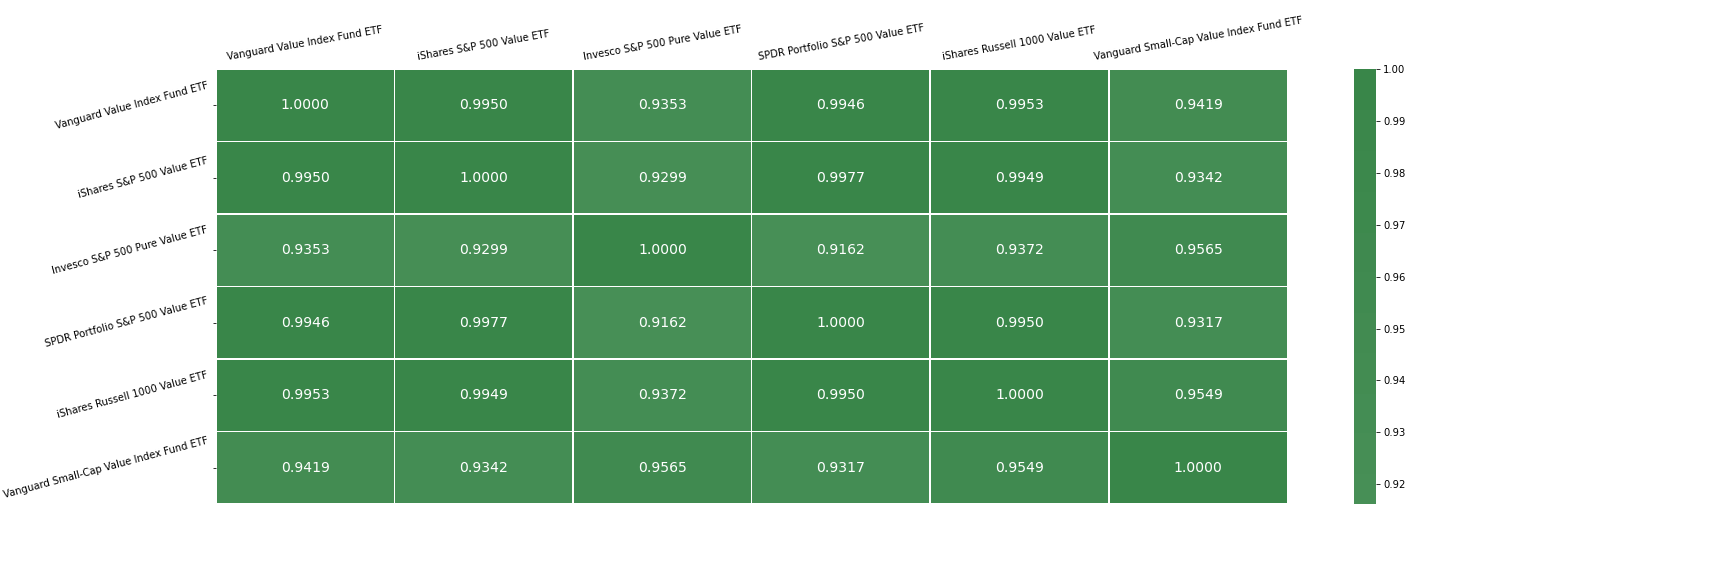 Vanguard Value Index Fund ETF
iShares S&P 500 Value ETF
Invesco S&P 500 Pure Value ETF
SPDR Portfolio S&P 500 Value ETF
iShares Russell 1000 Value ETF
Vanguard Small-Cap Value Index Fund ETF
Vanguard Value Index Fund ETF 1.0000 0.9950 0.9353 0.9946 0.9953 0.9419
iShares S&P 500 Value ETF 0.9950 1.0000 0.9299 0.9977 0.9949 0.9342
Invesco S&P 500 Pure Value ETF 0.9353 0.9299 1.0000 0.9162 0.9372 0.9565
SPDR Portfolio S&P 500 Value ETF 0.9946 0.9977 0.9162 1.0000 0.9950 0.9317
iShares Russell 1000 Value ETF 0.9953 0.9949 0.9372 0.9950 1.0000 0.9549
Vanguard Small-Cap Value Index Fund ETF 0.9419 0.9342 0.9565 0.9317 0.9549 1.0000
1.00
0.99
0.98
0.97
0.96
0.95
0.94
0.93
0.92